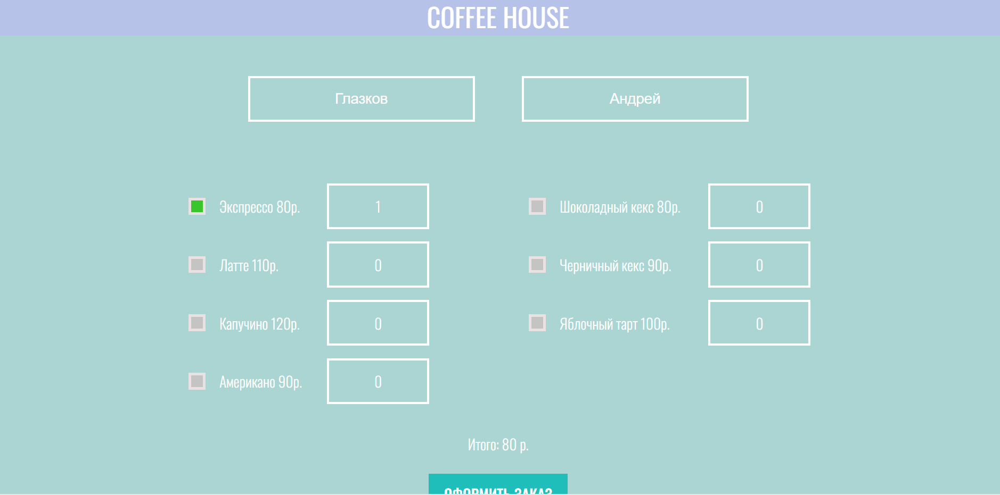 COFFEE HOUSE
Глазков
Андрей
Экспрессо 80р.
1
Шоколадный кекс 80р.
0
Латте 110р.
0
Черничный кекс 90р.
0
Капучино 120р.
0
Яблочный тарт 100р.
0
Американо 90р.
0
Итого: 80 р.
ОФОРМИТЬ ЗАКАЗ